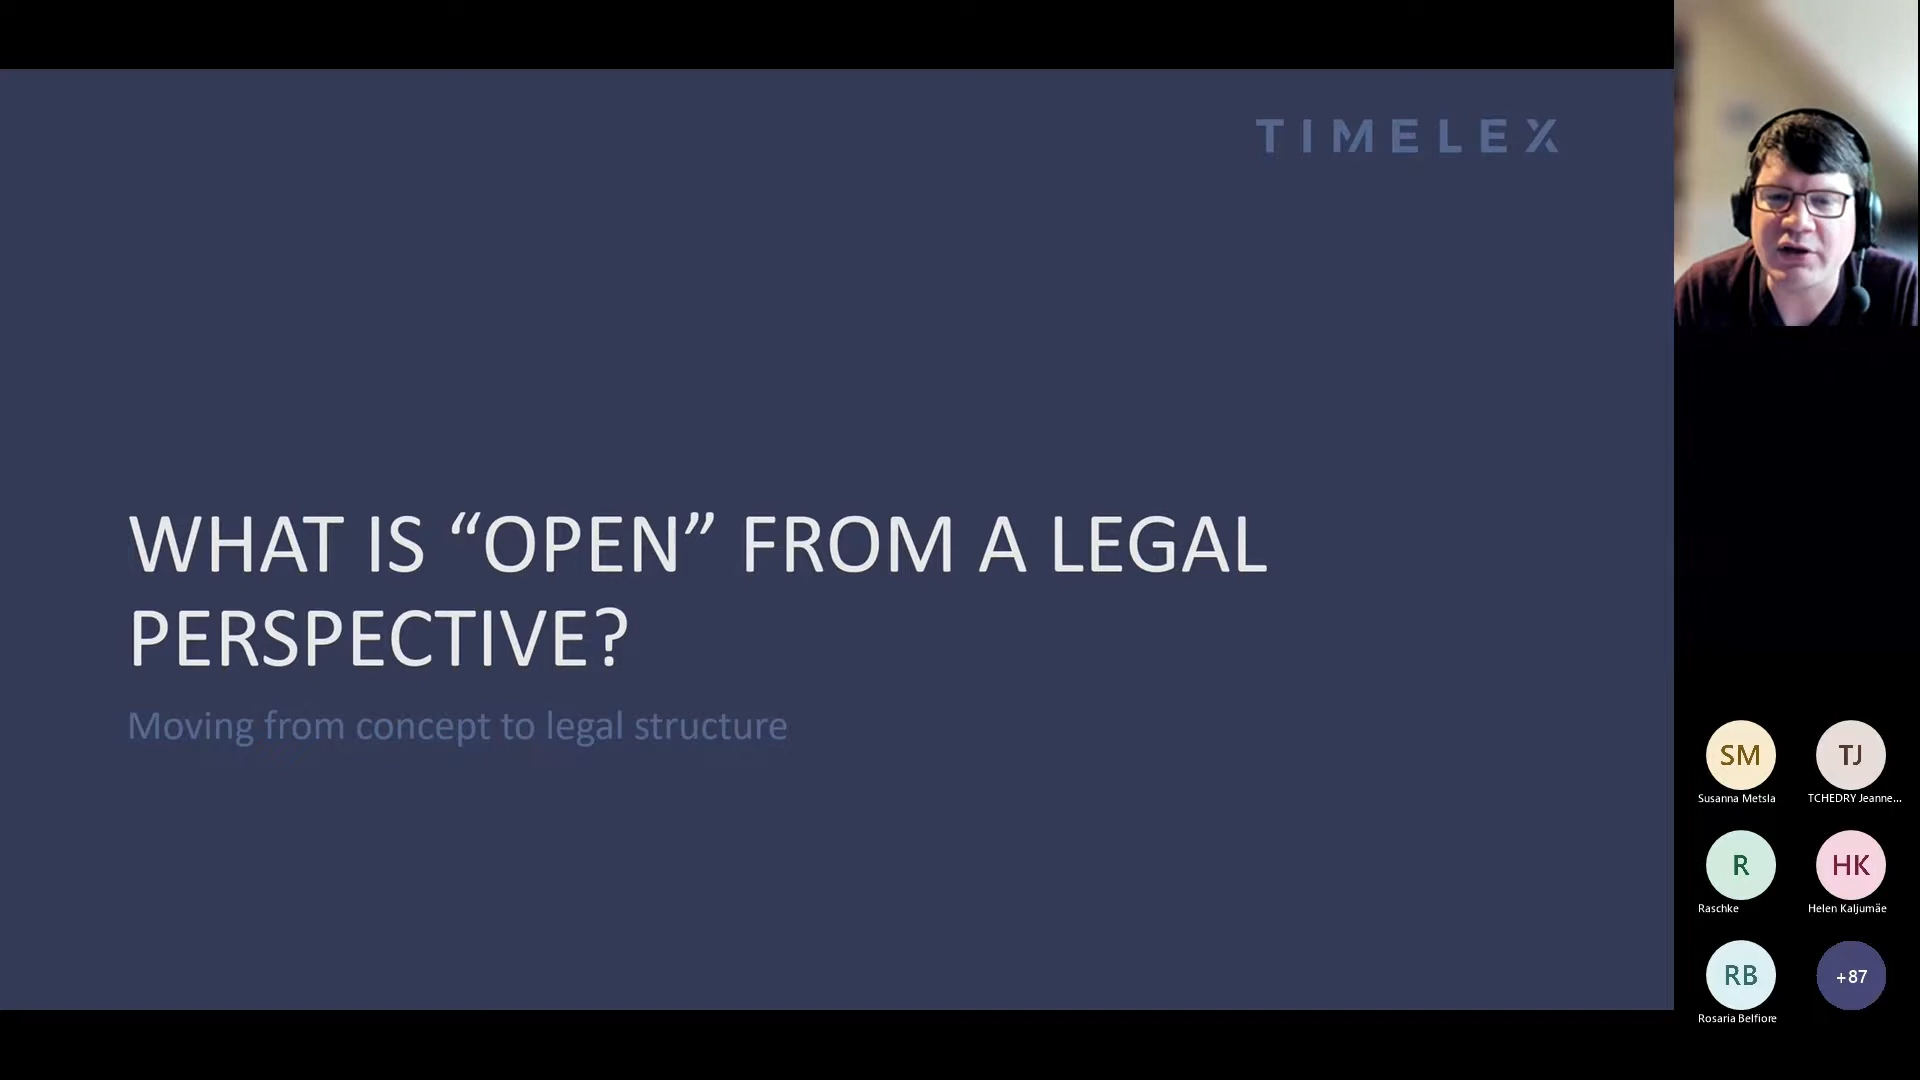 TIMELEX
WHAT IS “OPEN” FROM A LEGAL
PERSPECTIVE?
Moving from concept to legal structure
SM
Susanna Metsla
TJ
TCHEDRY Jeanne...
R
Raschke
HK
Helen Kaljumäe
RB
Rosaria Belfiore
+87